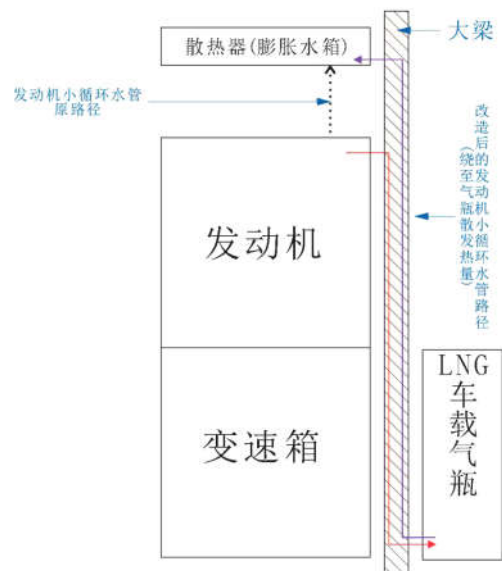 散热器(膨胀水箱)
大梁
发动机小循环水管
原路径
改造后的发动机小循环水管路径
(绕至气瓶散发热量)
发动机
变速箱
LNG
车载气瓶